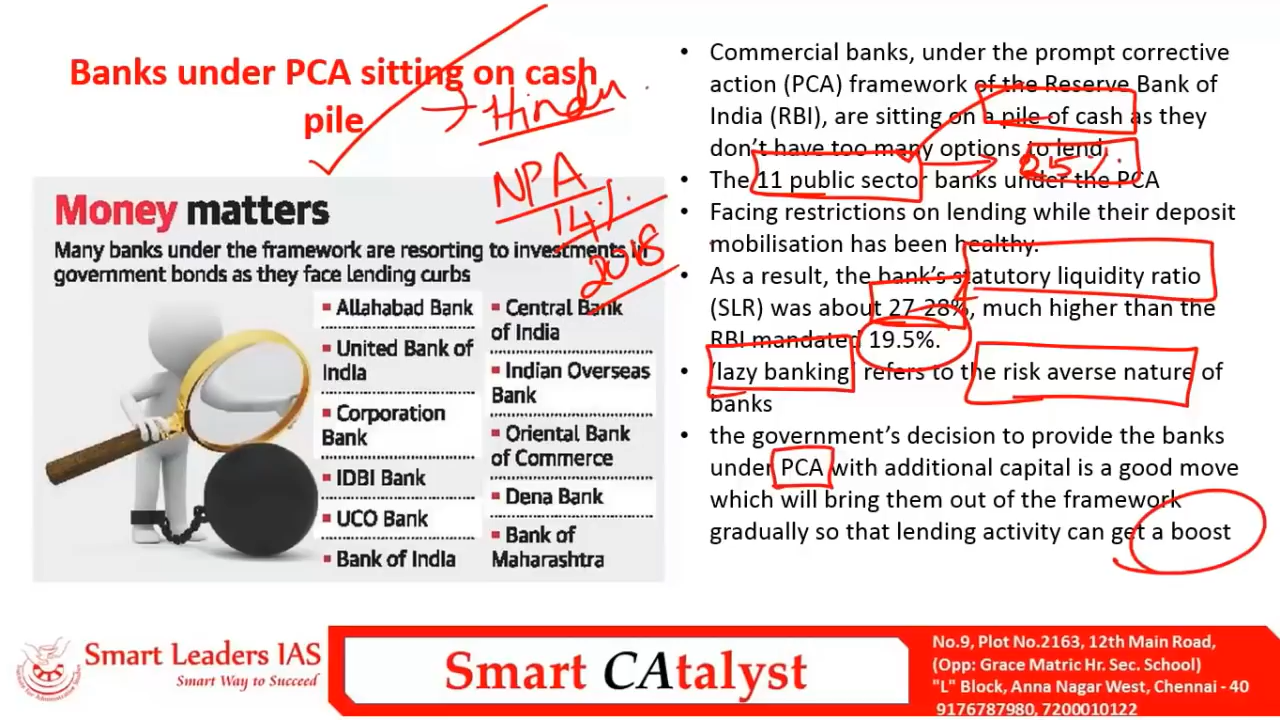 Banks under PCA sitting on cash
pile
→ Hindu
NPA
14%
2018
Money matters
Many banks under the framework are resorting to investments in
government bonds as they face lending curbs
▪ Allahabad Bank
▪ United Bank of
India
▪ Corporation
Bank
▪ IDBI Bank
▪ UCO Bank
▪ Bank of India
▪ Central Bank
of India
▪ Indian Overseas
Bank
▪ Oriental Bank
of Commerce
▪ Dena Bank
▪ Bank of
Maharashtra
• Commercial banks, under the prompt corrective
action (PCA) framework of the Reserve Bank of
India (RBI), are sitting on a pile of cash as they
don't have too many options to lend.
85%
• The 11 public sector banks under the PCA
• Facing restrictions on lending while their deposit
mobilisation has been healthy.
• As a result, the bank's statutory liquidity ratio
(SLR) was about 27-28%, much higher than the
RBI mandated 19.5%.
• 'lazy banking' refers to the risk averse nature of
banks
• the government's decision to provide the banks
under PCA with additional capital is a good move
which will bring them out of the framework
gradually so that lending activity can get a boost
Smart Leaders IAS
Smart Way to Succeed
Smart CAtalyst
No.9, Plot No.2163, 12th Main Road,
(Opp: Grace Matric Hr. Sec. School)
"L" Block, Anna Nagar West, Chennai - 40
9176787980, 7200010122